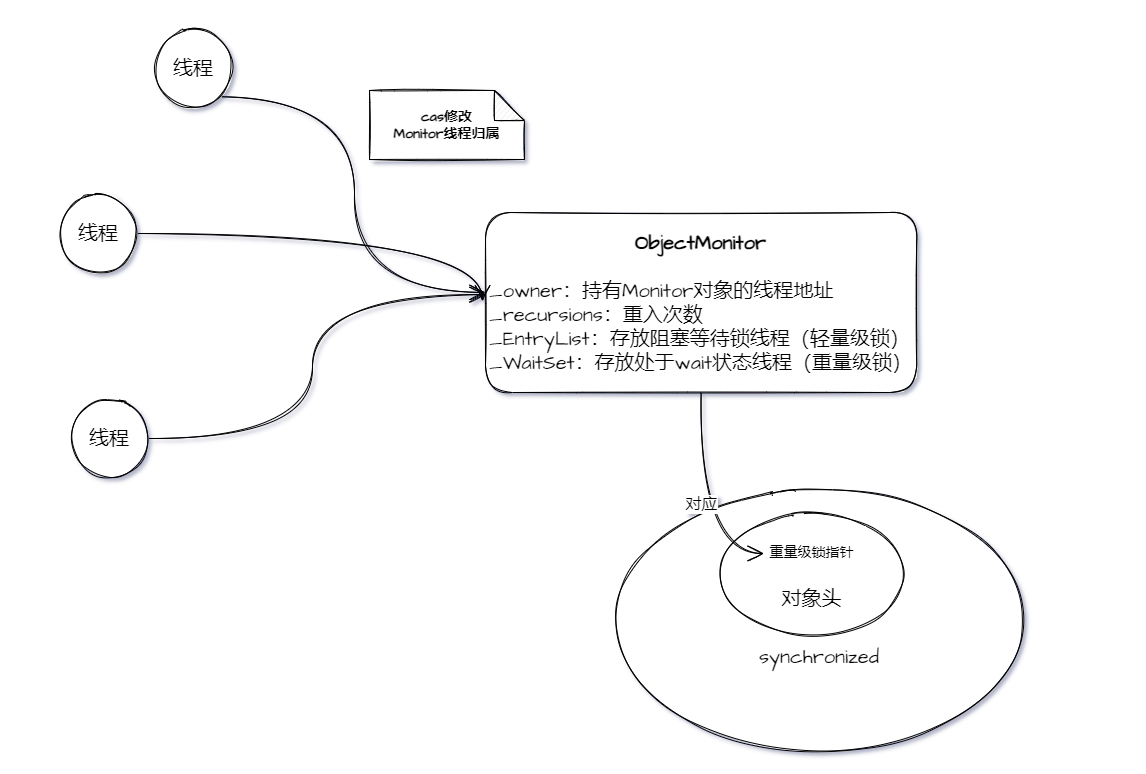 线程
cas修改
Monitor线程归属
线程
ObjectMonitor
_owner：持有Monitor对象的线程地址
_recursions：重入次数
_EntryList：存放阻塞等待锁线程（轻量级锁）
_WaitSet：存放处于wait状态线程（重量级锁）
线程
对应
重量级锁指针
对象头
synchronized